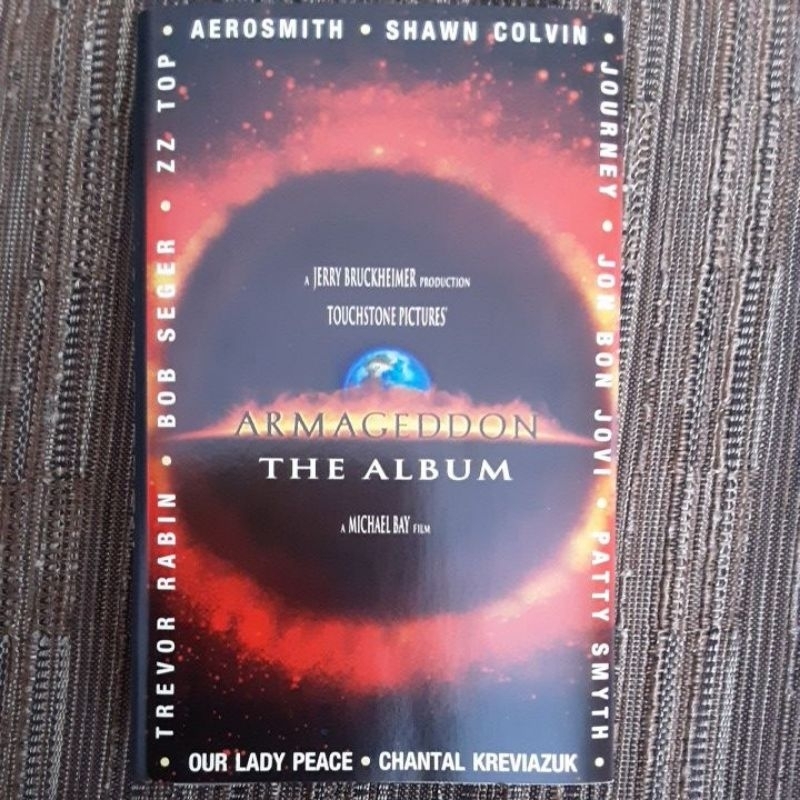 • AEROSMITH • SHAWN COLVIN •
JOURNEY • JON BON JOVI • PATTY SMYTH •
A JERRY BRUCKHEIMER PRODUCTION
TOUCHSTONE PICTURES'
ARMAGEDDON
THE ALBUM
A MICHAEL BAY FILM
• TREVOR RABIN • BOB SEGER • ZZ TOP
OUR LADY PEACE • CHANTAL KREVIAZUK